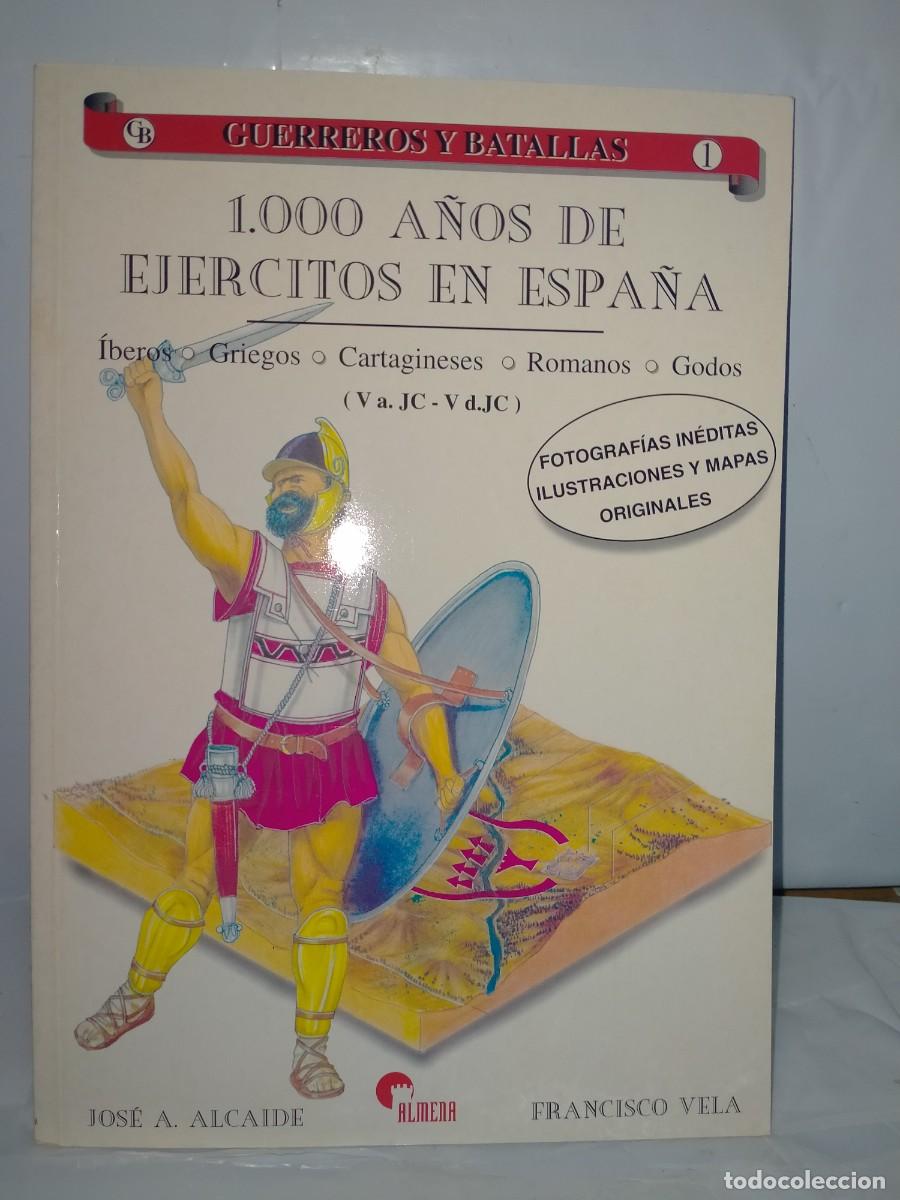 GB
GUERREROS Y BATALLAS
1
1.000 AÑOS DE
EJERCITOS EN ESPAÑA
Íberos Griegos Cartagineses Romanos Godos
( V a. JC - V d.JC )
FOTOGRAFÍAS INÉDITAS
ILUSTRACIONES Y MAPAS
ORIGINALES
JOSÉ A. ALCAIDE
ALMENA
FRANCISCO VELA
todocoleccion